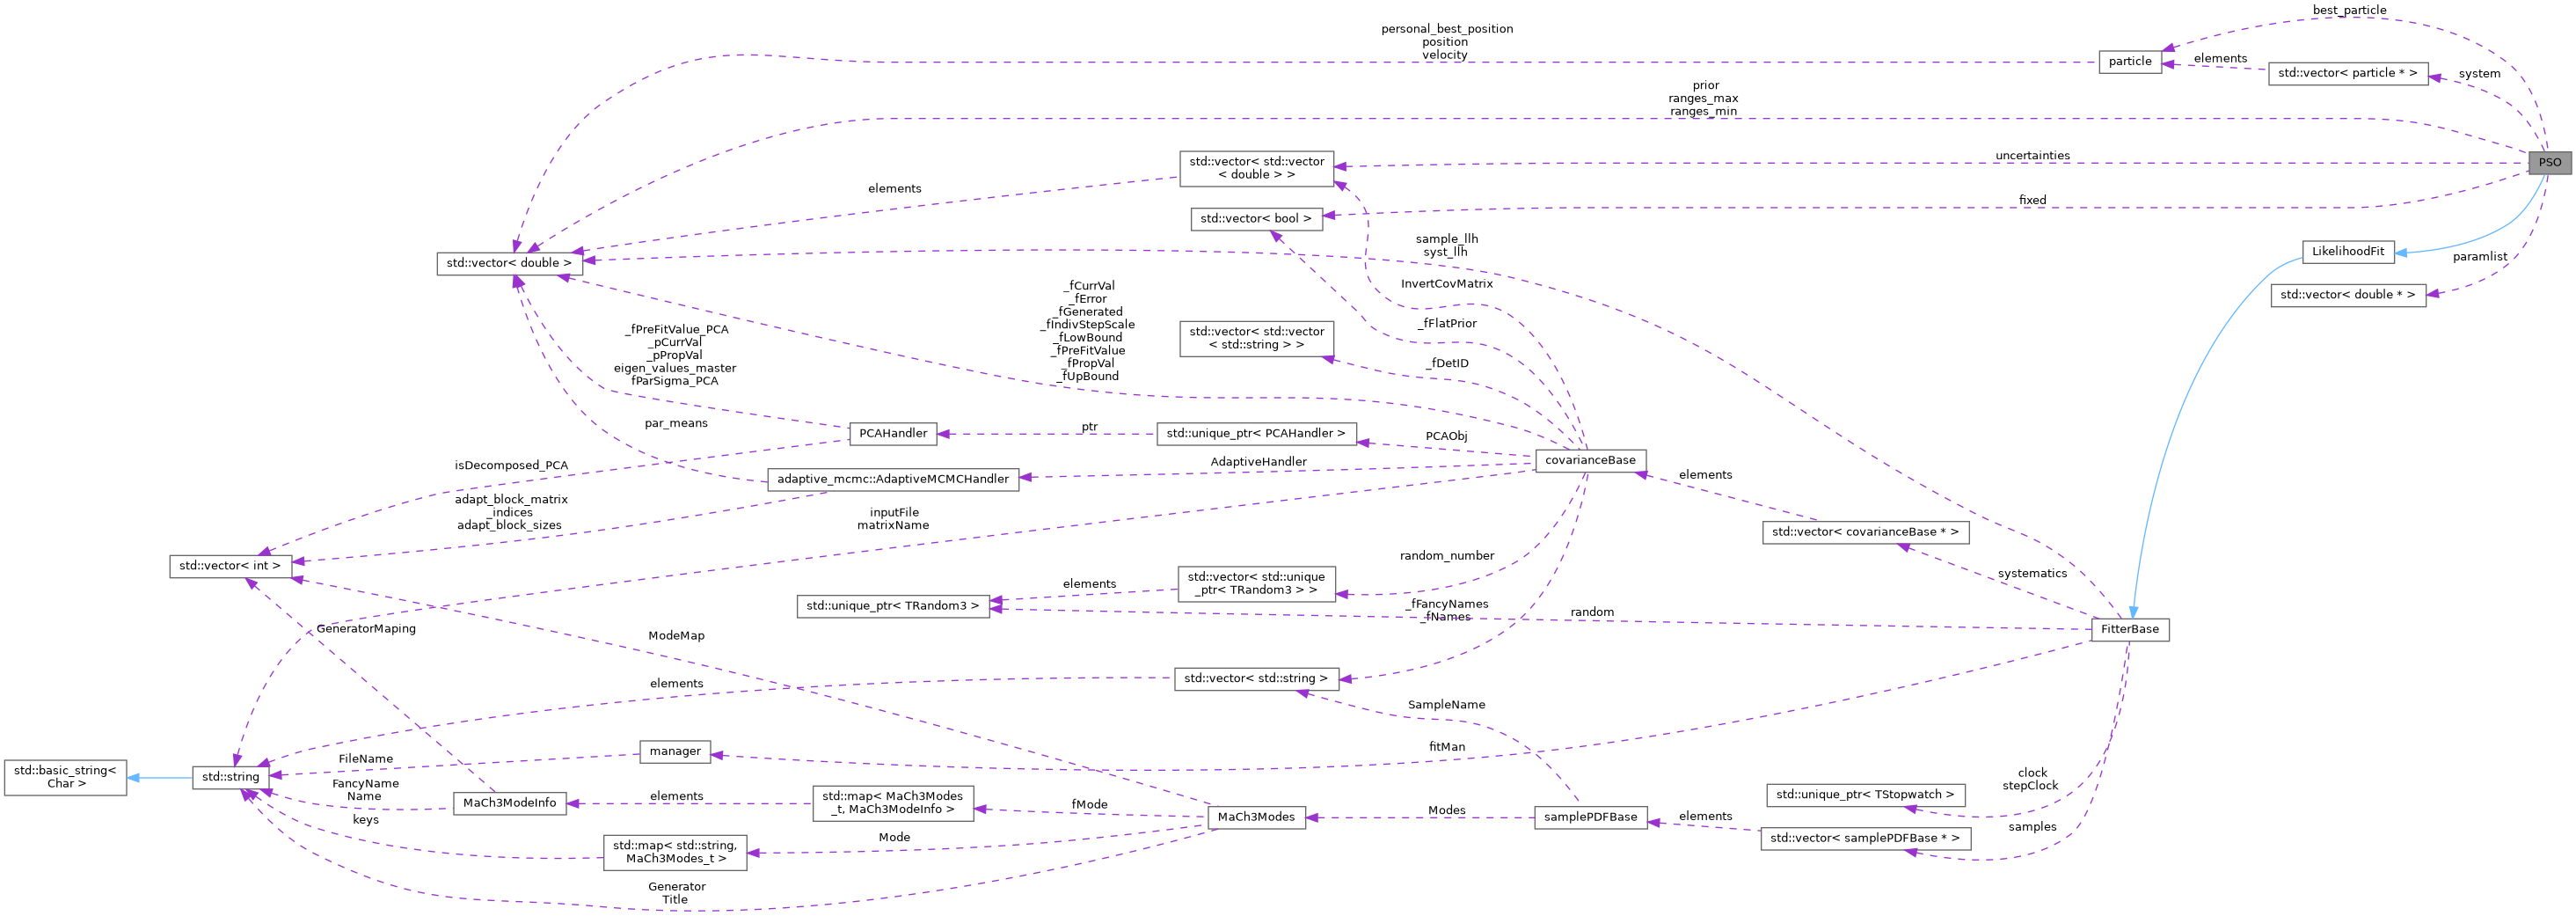 best_particle
personal_best_position
position
velocity
particle
elements
std::vector< particle * >
system
prior
ranges_max
ranges_min
uncertainties
PSO
std::vector< std::vector
< double > >
elements
fixed
std::vector< bool >
sample_llh
syst_llh
LikelihoodFit
paramlist
std::vector< double >
InvertCovMatrix
std::vector< double * >
_fCurrVal
_fError
_fGenerated
_fIndivStepScale
_fLowBound
_fPreFitValue
_fPropVal
_fUpBound
_fFlatPrior
std::vector< std::vector
< std::string > >
_fDetID
_fPreFitValue_PCA
_pCurrVal
_pPropVal
eigen_values_master
fParSigma_PCA
par_means
PCAHandler
ptr
std::unique_ptr< PCAHandler >
PCAObj
covarianceBase
isDecomposed_PCA
adaptive_mcmc::AdaptiveMCMCHandler
AdaptiveHandler
elements
adapt_block_matrix
_indices
adapt_block_sizes
inputFile
matrixName
std::vector< covarianceBase * >
std::vector< int >
random_number
systematics
std::vector< std::unique
_ptr< TRandom3 > >
elements
std::unique_ptr< TRandom3 >
_fFancyNames
_fNames
random
FitterBase
GeneratorMaping
ModeMap
elements
std::vector< std::string >
SampleName
manager
fitMan
FileName
std::basic_string<
Char >
std::string
FancyName
Name
MaCh3ModeInfo
elements
std::map< MaCh3Modes
_t, MaCh3ModeInfo >
fMode
MaCh3Modes
Modes
samplePDFBase
elements
std::unique_ptr< TStopwatch >
clock
stepClock
keys
std::map< std::string,
MaCh3Modes_t >
Mode
std::vector< samplePDFBase * >
samples
Generator
Title